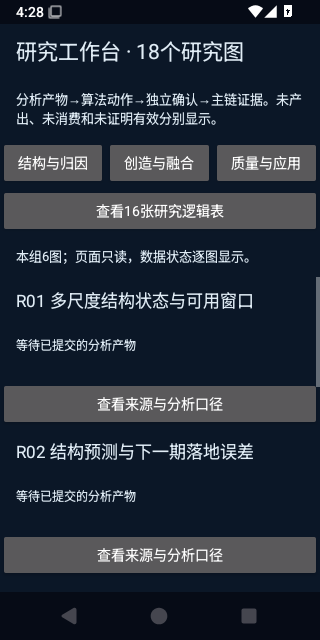 4:28
研究工作台 · 18个研究图
分析产物→算法动作→独立确认→主链证据。未产
出、未消费和未证明有效分别显示。
结构与归因 创造与融合 质量与应用
查看16张研究逻辑表
本组6图；页面只读，数据状态逐图显示。
R01 多尺度结构状态与可用窗口
等待已提交的分析产物
查看来源与分析口径
R02 结构预测与下一期落地误差
等待已提交的分析产物
查看来源与分析口径